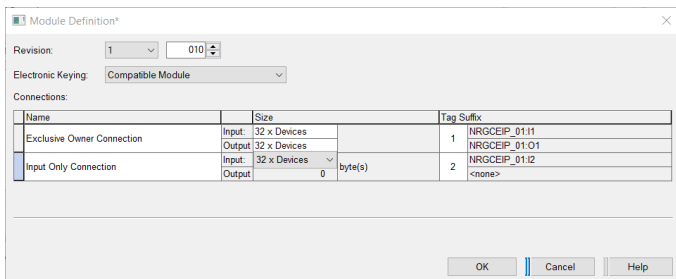 Module Definition*
Revision: 1 010
Electronic Keying: Compatible Module
Connections:
Name Size Tag Suffix
Exclusive Owner Connection Input: 32 x Devices 1 NRGCEIP_01:I1
Output 32 x Devices NRGCEIP_01:O1
Input Only Connection Input: 32 x Devices byte(s) 2 NRGCEIP_01:I2
Output 0 <none>
OK Cancel Help